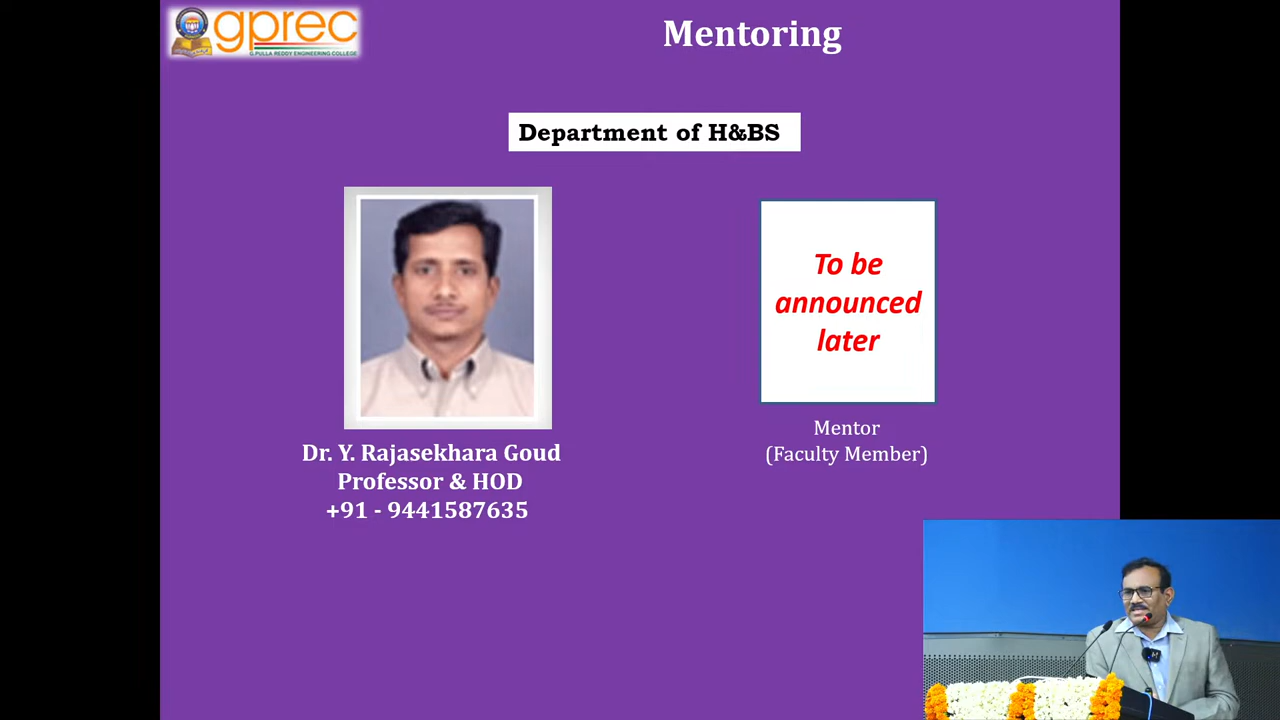 gprec
G.PULLA REDDY ENGINEERING COLLEGE
Mentoring
Department of H&BS
To be
announced
later
Dr. Y. Rajasekhara Goud
Professor & HOD
+91 - 9441587635
Mentor
(Faculty Member)